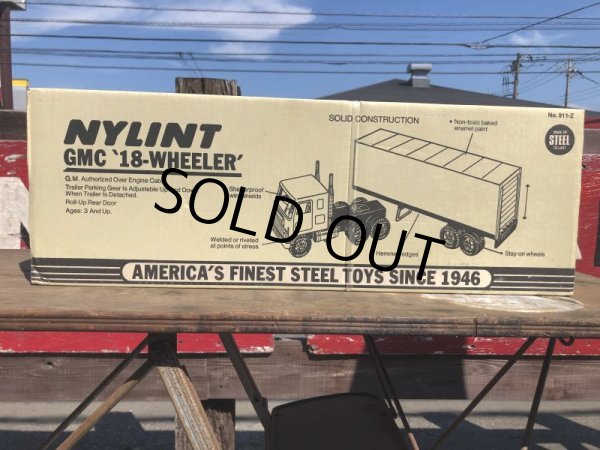 NYLINT
GMC '18-WHEELER'
G.M. Authorized Over Engine Cab
Trailer Parking Gear Is Adjustable Up and Down
When Trailer is Detached.
Roll-Up Rear Door
Ages: 3 And Up.
SOLID CONSTRUCTION
• Non-toxic baked
enamel paint
No. 911-Z
MADE OF
STEEL
Shatterproof
windshields
Welded or riveted
at points of stress
Hemmed edges
Stay-on wheels
SOLD OUT
AMERICA'S FINEST STEEL TOYS SINCE 1946